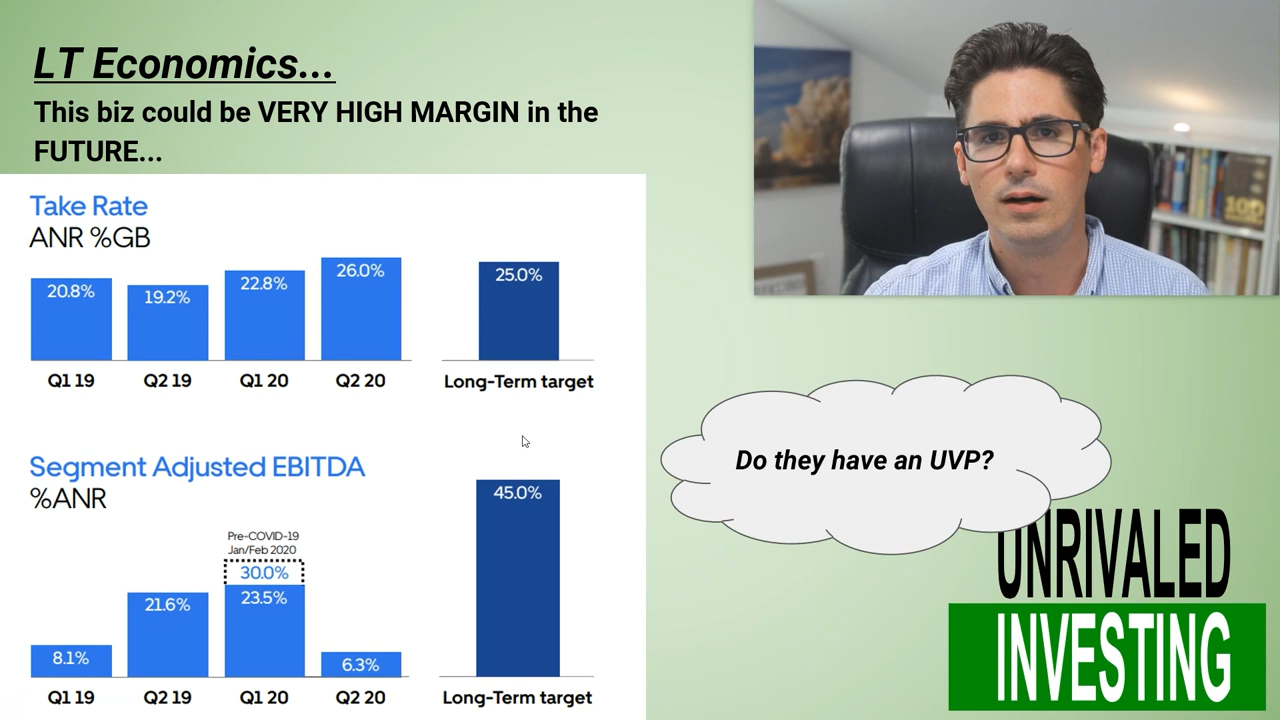 LT Economics...
This biz could be VERY HIGH MARGIN in the
FUTURE...
Take Rate
ANR %GB
20.8%
19.2%
22.8%
26.0%
25.0%
Q1 19
Q2 19
Q1 20
Q2 20
Long-Term target
Segment Adjusted EBITDA
%ANR
Pre-COVID-19
Jan/Feb 2020
30.0%
8.1%
21.6%
23.5%
6.3%
45.0%
Q1 19
Q2 19
Q1 20
Q2 20
Long-Term target
Do they have an UVP?
UNRIVALED
INVESTING